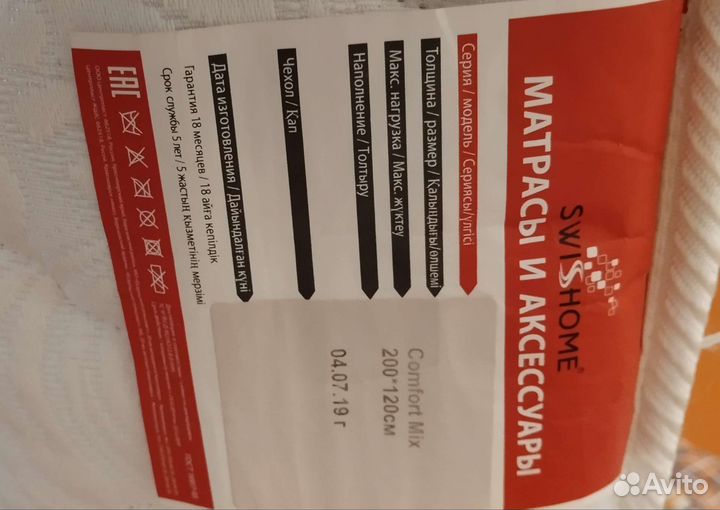 SWISSHOME®
МАТРАСЫ И АКСЕССУАРЫ
Серия / модель / Сериясы/үлгісі
Comfort Mix
Толщина / размер / Қалыңдығы/өлшемі
200*120см
Макс. нагрузка / Макс. жүктеу
Наполнение / Толтыру
04.07.19 г
Чехол / Кап
Дата изготовления / Дайындалған күні
Гарантия 18 месяцев / 18 айға кепілдік
Срок службы 5 лет / 5 жастың қызметінің мерзімі
EAC
Avito